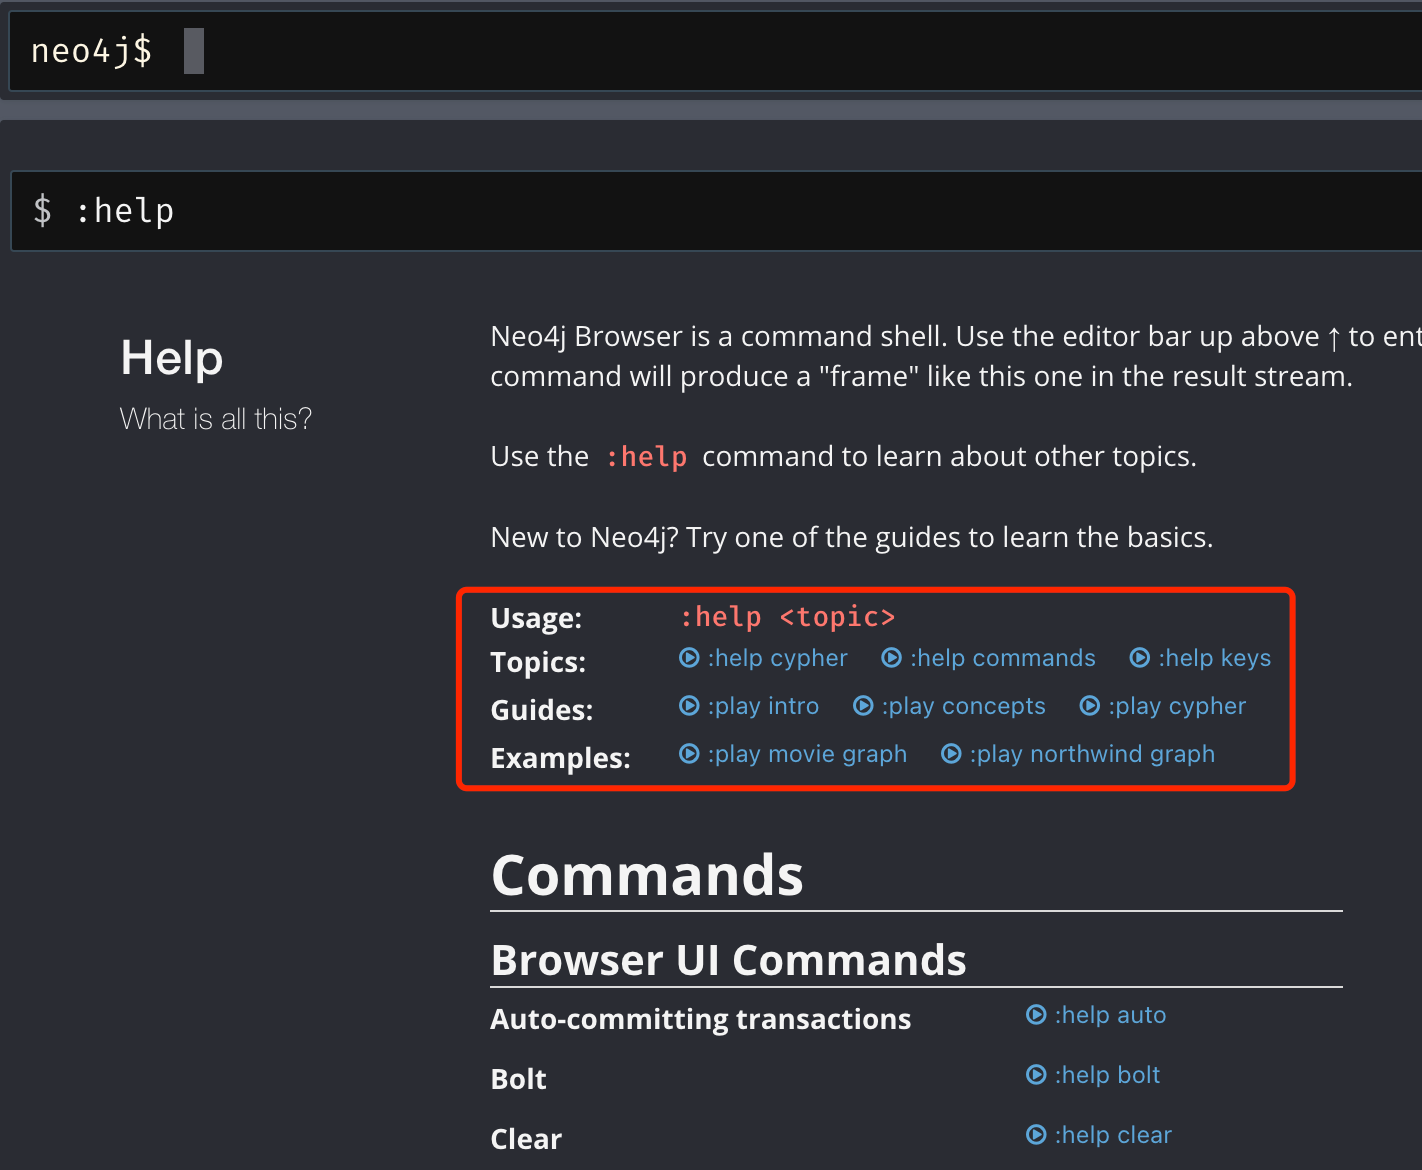 neo4j$
$ :help
Help
What is all this?
Neo4j Browser is a command shell. Use the editor bar up above ↑ to ent
command will produce a "frame" like this one in the result stream.
Use the :help command to learn about other topics.
New to Neo4j? Try one of the guides to learn the basics.
Usage: :help <topic>
Topics: :help cypher :help commands :help keys
Guides: :play intro :play concepts :play cypher
Examples: :play movie graph :play northwind graph
Commands
Browser UI Commands
Auto-committing transactions :help auto
Bolt :help bolt
Clear :help clear